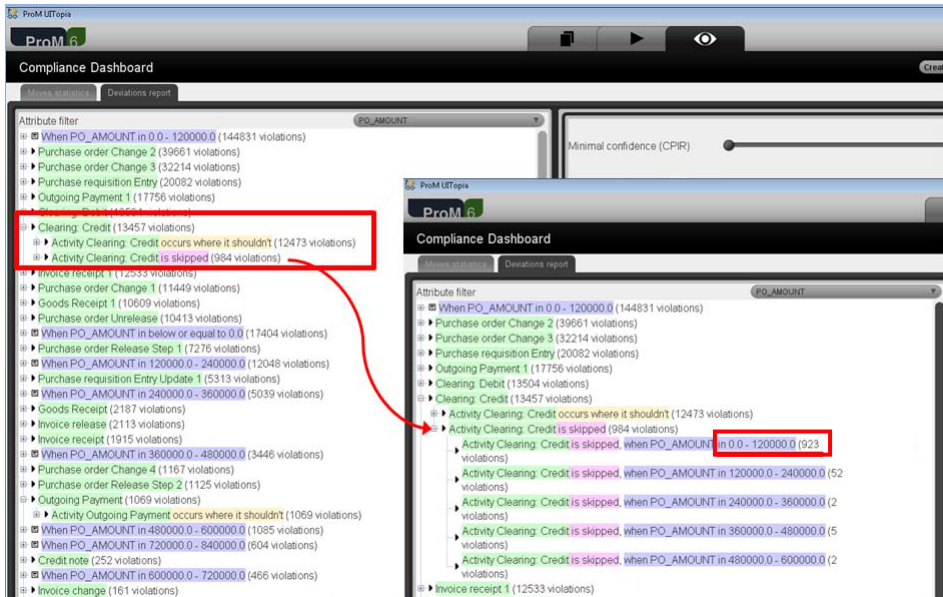 ProM UITopia
ProM 6
Compliance Dashboard
Crea
Moves statistics
Deviations report
Attribute filter
PO_AMOUNT
When PO_AMOUNT in 0.0 - 120000.0 (144831 violations)
Purchase order Change 2 (39661 violations)
Purchase order Change 3 (32214 violations)
Purchase requisition Entry (20082 violations)
Outgoing Payment 1 (17756 violations)
Clearing: Credit (13457 violations)
Activity Clearing: Credit occurs where it shouldn't (12473 violations)
Activity Clearing: Credit is skipped (984 violations)
Invoice receipt 1 (12533 violations)
Purchase order Change 1 (11449 violations)
Goods Receipt 1 (10609 violations)
Purchase order Unrelease (10413 violations)
When PO_AMOUNT in below or equal to 0.0 (17404 violations)
Purchase order Release Step 1 (7276 violations)
When PO_AMOUNT in 120000.0 - 240000.0 (12048 violations)
Purchase requisition Entry Update 1 (5313 violations)
When PO_AMOUNT in 240000.0 - 360000.0 (5039 violations)
Goods Receipt (2187 violations)
Invoice release (2113 violations)
Invoice receipt (1915 violations)
When PO_AMOUNT in 360000.0 - 480000.0 (3446 violations)
Purchase order Change 4 (1167 violations)
Purchase order Release Step 2 (1125 violations)
Outgoing Payment (1069 violations)
Activity Outgoing Payment occurs where it shouldn't (1069 violations)
When PO_AMOUNT in 480000.0 - 600000.0 (1085 violations)
When PO_AMOUNT in 720000.0 - 840000.0 (604 violations)
Credit note (252 violations)
When PO_AMOUNT in 600000.0 - 720000.0 (466 violations)
Invoice change (161 violations)
Minimal confidence (CPIR)
ProM UITopia
ProM 6
Compliance Dashboard
Moves statistics
Deviations report
Attribute filter
PO_AMOUNT
When PO_AMOUNT in 0.0 - 120000.0 (144831 violations)
Purchase order Change 2 (39661 violations)
Purchase order Change 3 (32214 violations)
Purchase requisition Entry (20082 violations)
Outgoing Payment 1 (17756 violations)
Clearing: Debit (13504 violations)
Clearing: Credit (13457 violations)
Activity Clearing: Credit occurs where it shouldn't (12473 violations)
Activity Clearing: Credit is skipped (984 violations)
Activity Clearing: Credit is skipped, when PO_AMOUNT in 0.0 - 120000.0 (923
violations)
Activity Clearing: Credit is skipped, when PO_AMOUNT in 120000.0 - 240000.0 (52
violations)
Activity Clearing: Credit is skipped, when PO_AMOUNT in 240000.0 - 360000.0 (2
violations)
Activity Clearing: Credit is skipped, when PO_AMOUNT in 360000.0 - 480000.0 (5
violations)
Activity Clearing: Credit is skipped, when PO_AMOUNT in 480000.0 - 600000.0 (2
violations)
Invoice receipt 1 (12533 violations)